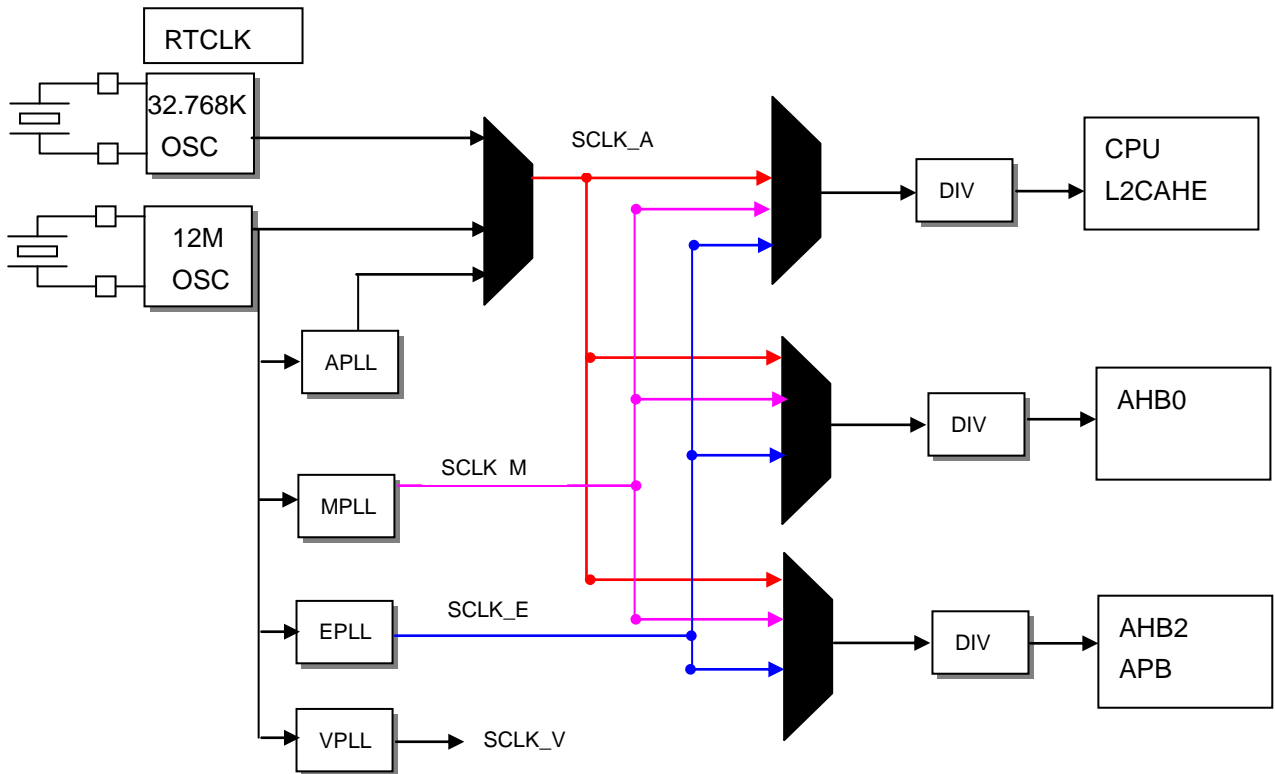 RTCLK
32.768K
OSC
SCLK_A
CPU
L2CAHE
DIV
12M
OSC
APLL
AHB0
DIV
SCLK_M
MPLL
SCLK_E
EPLL
DIV
AHB2
APB
VPLL
SCLK_V